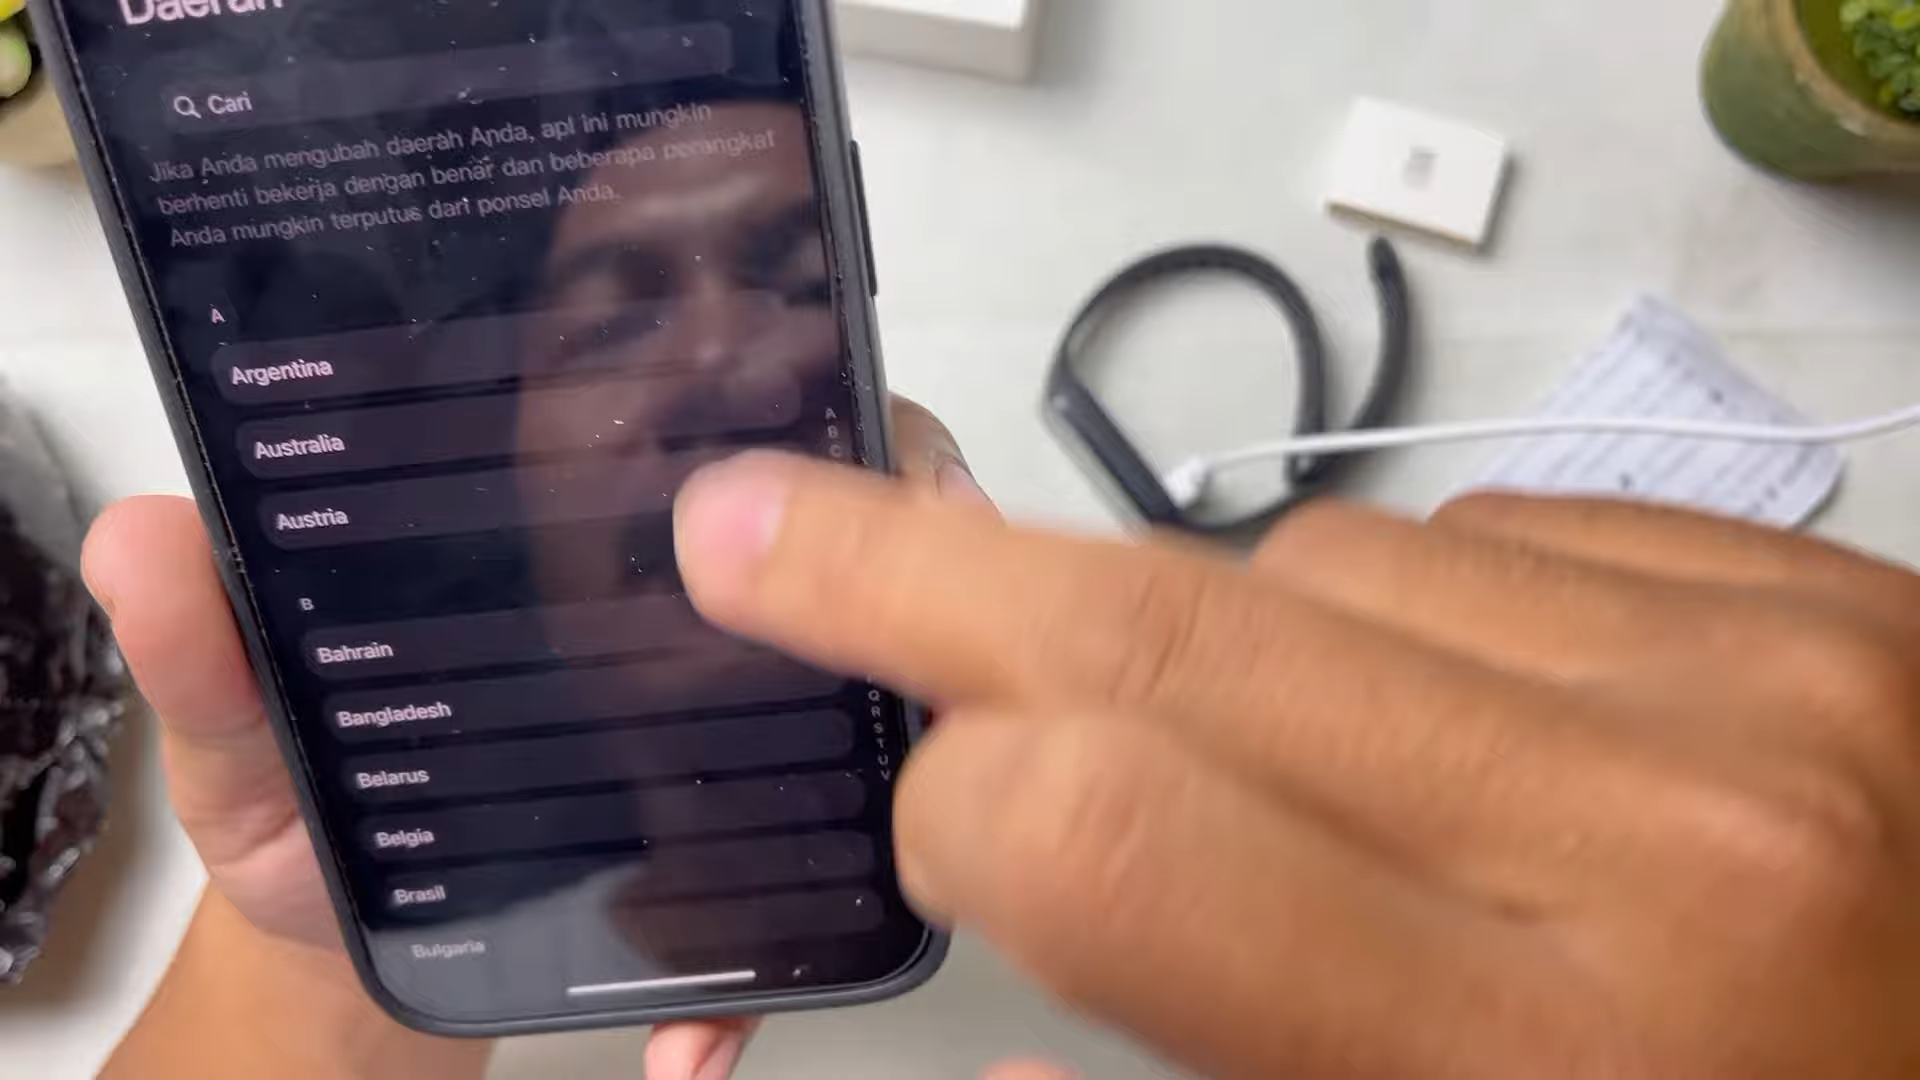 Daerah
Cari
Jika Anda mengubah daerah Anda, apl ini mungkin
berhenti bekerja dengan benar dan beberapa perangkat
Anda mungkin terputus dari ponsel Anda.
A
Argentina
Australia
Austria
B
Bahrain
Bangladesh
Belarus
Belgia
Brasil
Bulgaria
A
B
C
Q
R
S
T
U
V